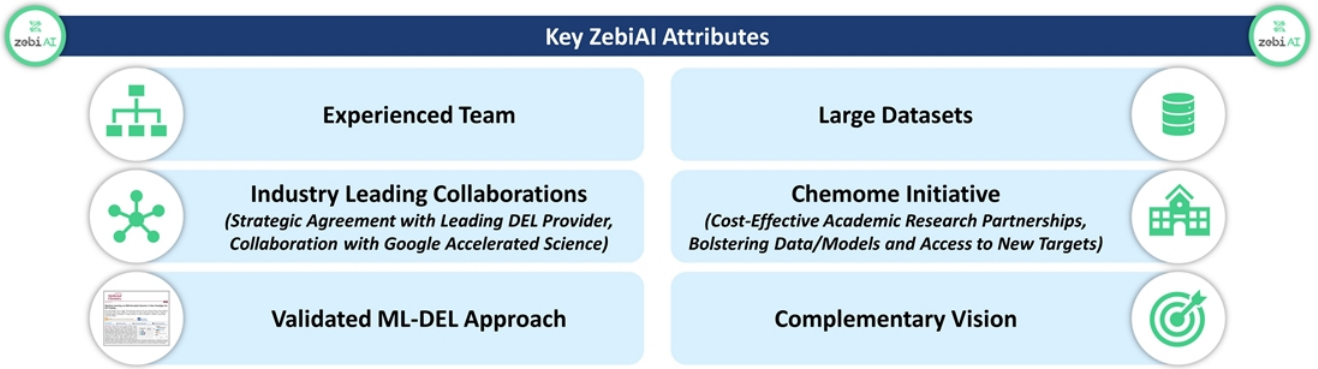 zebiAI
Key ZebiAI Attributes
zebiAI
Experienced Team
Large Datasets
Industry Leading Collaborations
(Strategic Agreement with Leading DEL Provider,
Collaboration with Google Accelerated Science)
Chemome Initiative
(Cost-Effective Academic Research Partnerships,
Bolstering Data/Models and Access to New Targets)
Validated ML-DEL Approach
Complementary Vision